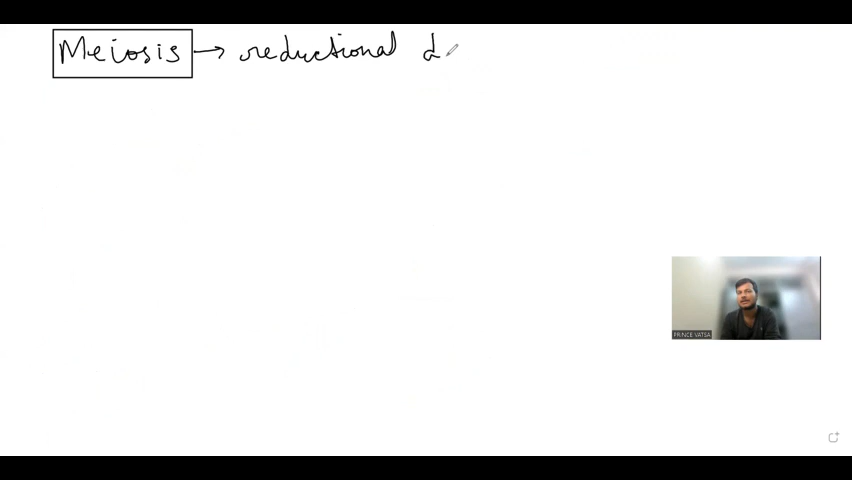 Meiosis → reductional d
PRINCE VATSA